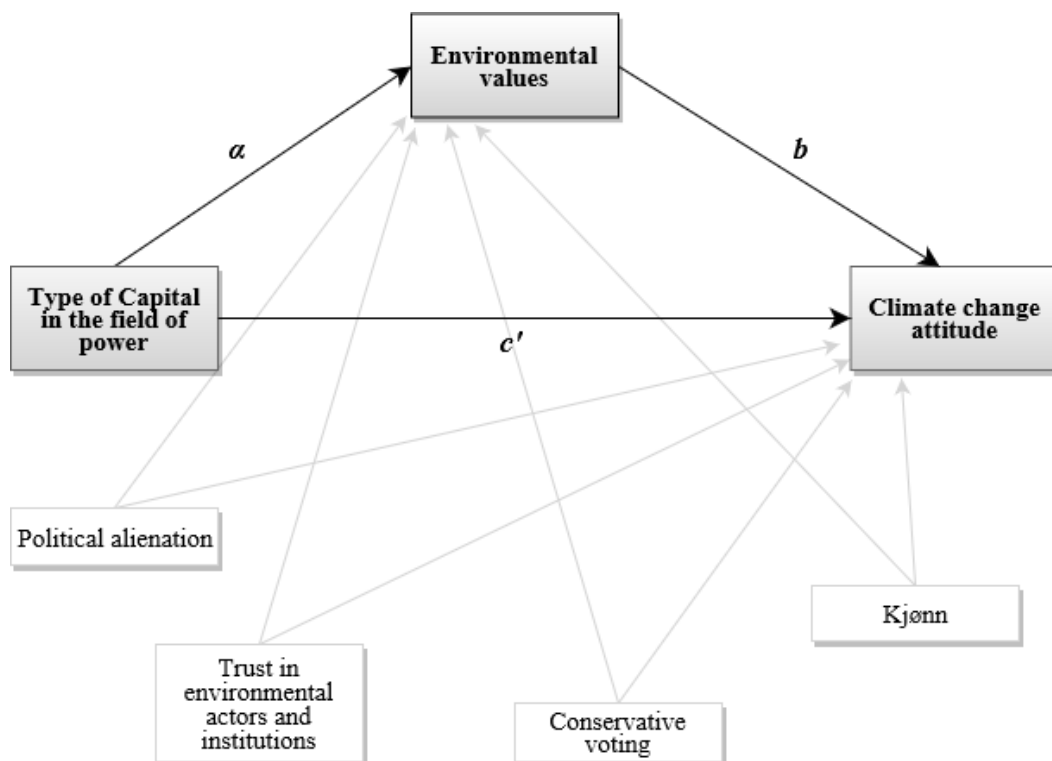 Environmental
values
a
b
Type of Capital
in the field of
power
Climate change
attitude
c'
Political alienation
Kjønn
Trust in
environmental
actors and
institutions
Conservative
voting